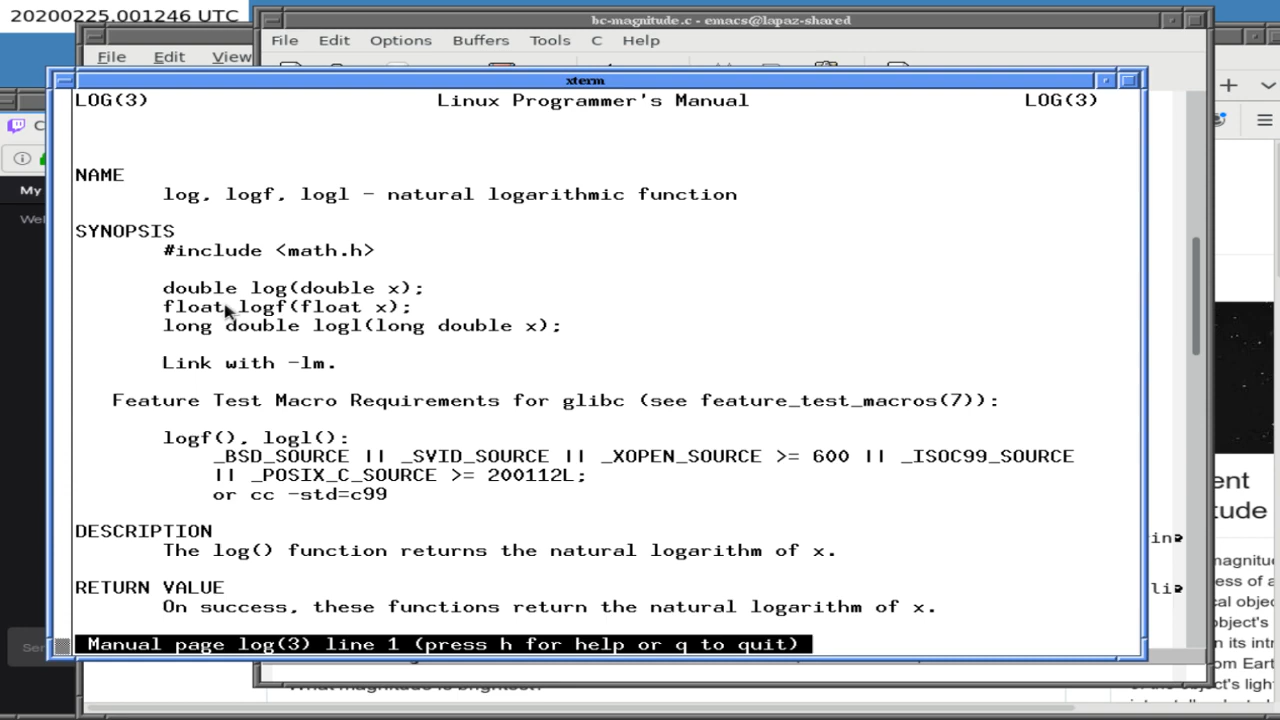 20200225.001246 UTC
bc-magnitude.c - emacs@lapaz-shared
File Edit Options Buffers Tools C Help
File Edit View
xterm
LOG(3) Linux Programmer's Manual LOG(3)
NAME
log, logf, logl - natural logarithmic function
SYNOPSIS
#include <math.h>
double log(double x);
float logf(float x);
long double logl(long double x);
Link with -lm.
Feature Test Macro Requirements for glibc (see feature_test_macros(7)):
logf(), logl():
_BSD_SOURCE || _SVID_SOURCE || _XOPEN_SOURCE >= 600 || _ISOC99_SOURCE
|| _POSIX_C_SOURCE >= 200112L;
or cc -std=c99
DESCRIPTION
The log() function returns the natural logarithm of x.
RETURN VALUE
On success, these functions return the natural logarithm of x.
Manual page log(3) line 1 (press h for help or q to quit)
My